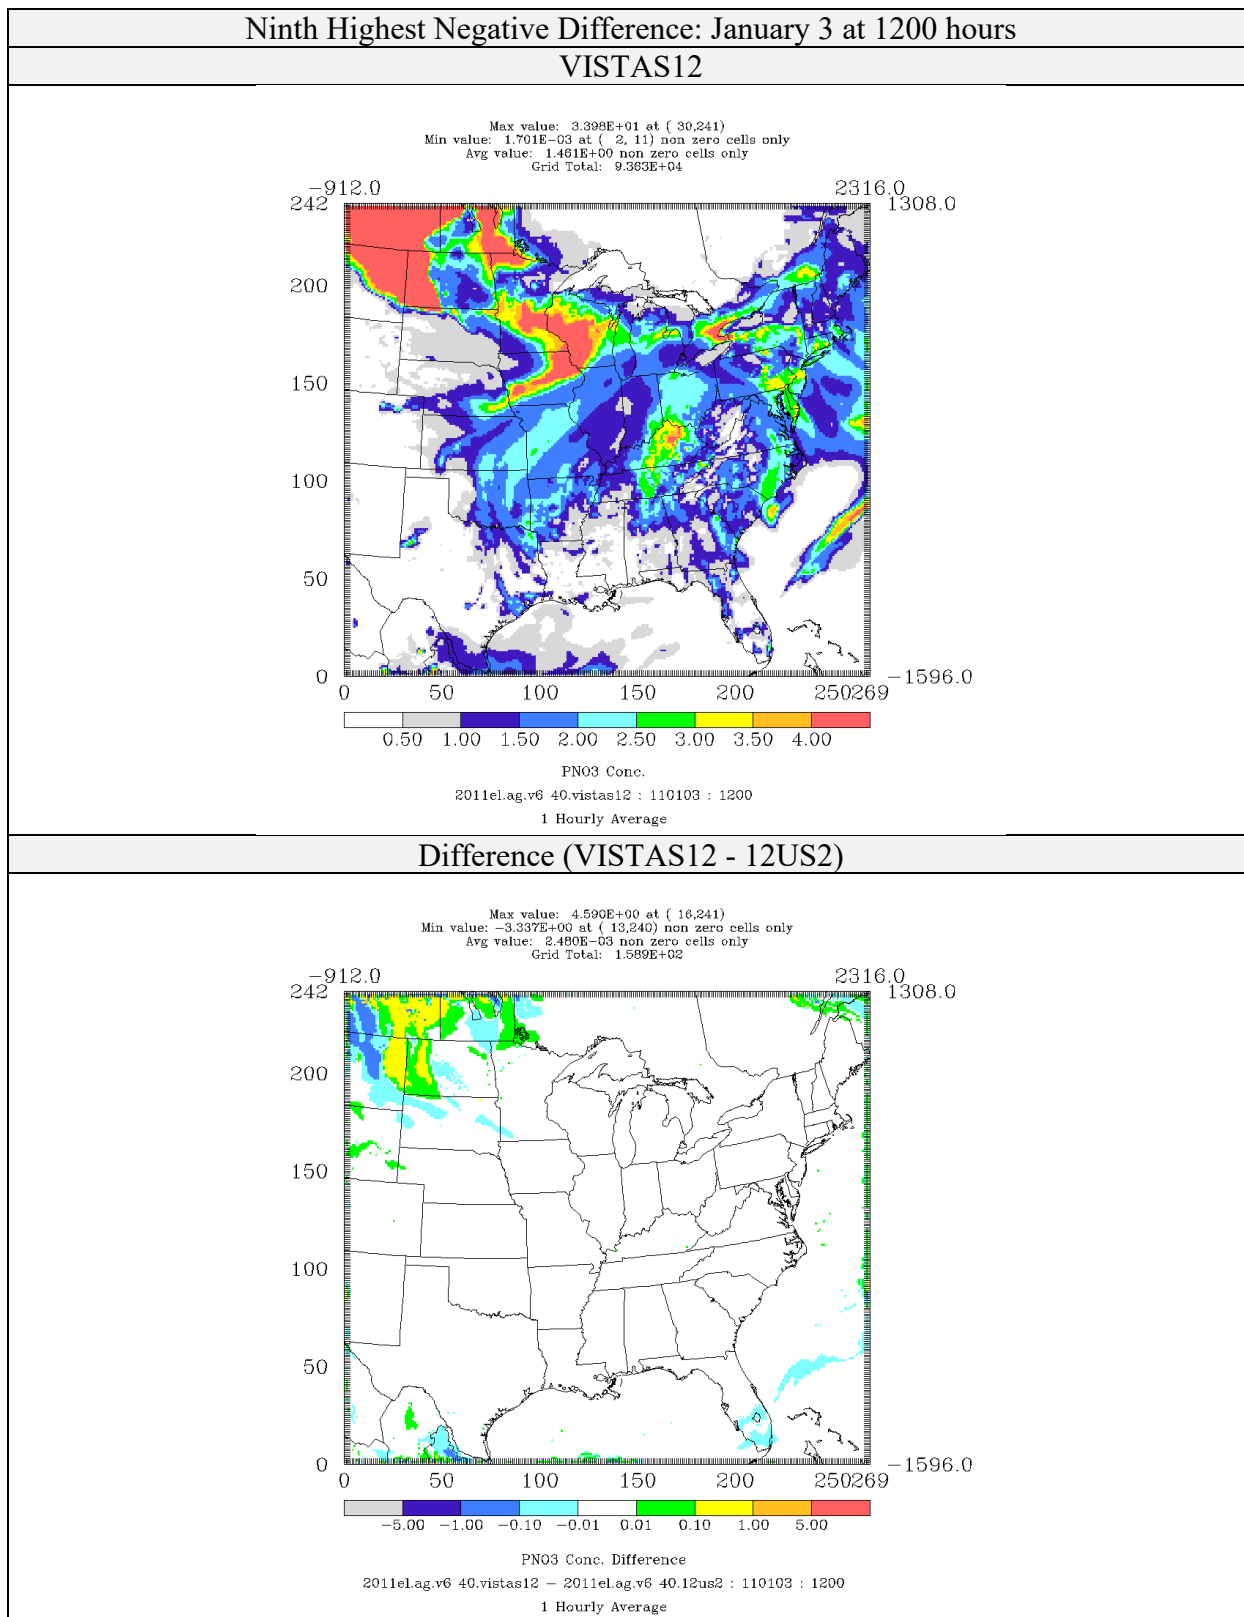 Ninth Highest Negative Difference: January 3 at 1200 hours
VISTAS12
Max value: 3.398E+01 at ( 30,241)
Min value: 1.701E-03 at ( 2, 11) non zero cells only
Avg value: 1.461E+00 non zero cells only
Grid Total: 9.363E+04
-912.0 2316.0
242 1308.0
200
150
100
50
0 -1596.0
0 50 100 150 200 250269
0.50 1.00 1.50 2.00 2.50 3.00 3.50 4.00
PNO3 Conc.
2011el.ag.v6 40.vistas12 : 110103 : 1200
1 Hourly Average
Difference (VISTAS12 - 12US2)
Max value: 4.590E+00 at ( 16,241)
Min value: -3.337E+00 at ( 13,240) non zero cells only
Avg value: 2.480E-03 non zero cells only
Grid Total: 1.589E+02
-912.0 2316.0
242 1308.0
200
150
100
50
0 -1596.0
0 50 100 150 200 250269
-5.00 -1.00 -0.10 -0.01 0.01 0.10 1.00 5.00
PNO3 Conc. Difference
2011el.ag.v6 40.vistas12 - 2011el.ag.v6 40.12us2 : 110103 : 1200
1 Hourly Average